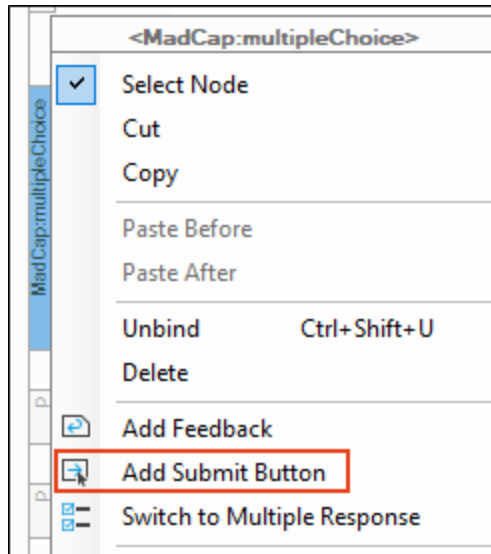 <MadCap:multipleChoice>
MadCap:multipleChoice
Select Node
Cut
Copy
Paste Before
Paste After
Unbind Ctrl+Shift+U
Delete
p
Add Feedback
Add Submit Button
p
Switch to Multiple Response